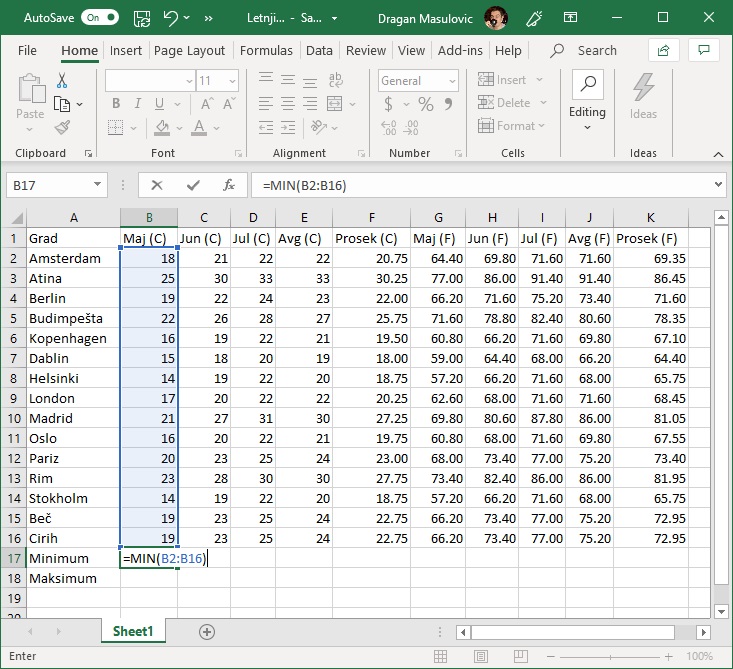 AutoSave On » Letnji... - Sa... Dragan Masulovic
File Home Insert Page Layout Formulas Data Review View Add-ins Help Search
Paste B I U A A A 11 ab General $ % 9 .00 Insert Delete Format Editing Ideas
Clipboard Font Alignment Number Cells Ideas
B17 fx =MIN(B2:B16)
A B C D E F G H I J K
1 Grad Maj (C) Jun (C) Jul (C) Avg (C) Prosek (C) Maj (F) Jun (F) Jul (F) Avg (F) Prosek (F)
2 Amsterdam 18 21 22 22 20.75 64.40 69.80 71.60 71.60 69.35
3 Atina 25 30 33 33 30.25 77.00 86.00 91.40 91.40 86.45
4 Berlin 19 22 24 23 22.00 66.20 71.60 75.20 73.40 71.60
5 Budimpešta 22 26 28 27 25.75 71.60 78.80 82.40 80.60 78.35
6 Kopenhagen 16 19 22 21 19.50 60.80 66.20 71.60 69.80 67.10
7 Dablin 15 18 20 19 18.00 59.00 64.40 68.00 66.20 64.40
8 Helsinki 14 19 22 20 18.75 57.20 66.20 71.60 68.00 65.75
9 London 17 20 22 22 20.25 62.60 68.00 71.60 71.60 68.45
10 Madrid 21 27 31 30 27.25 69.80 80.60 87.80 86.00 81.05
11 Oslo 16 20 22 21 19.75 60.80 68.00 71.60 69.80 67.55
12 Pariz 20 23 25 24 23.00 68.00 73.40 77.00 75.20 73.40
13 Rim 23 28 30 30 27.75 73.40 82.40 86.00 86.00 81.95
14 Stokholm 14 19 22 20 18.75 57.20 66.20 71.60 68.00 65.75
15 Beč 19 23 25 24 22.75 66.20 73.40 77.00 75.20 72.95
16 Cirih 19 23 25 24 22.75 66.20 73.40 77.00 75.20 72.95
17 Minimum =MIN(B2:B16)
18 Maksimum
19
20
Sheet1
Enter 100%